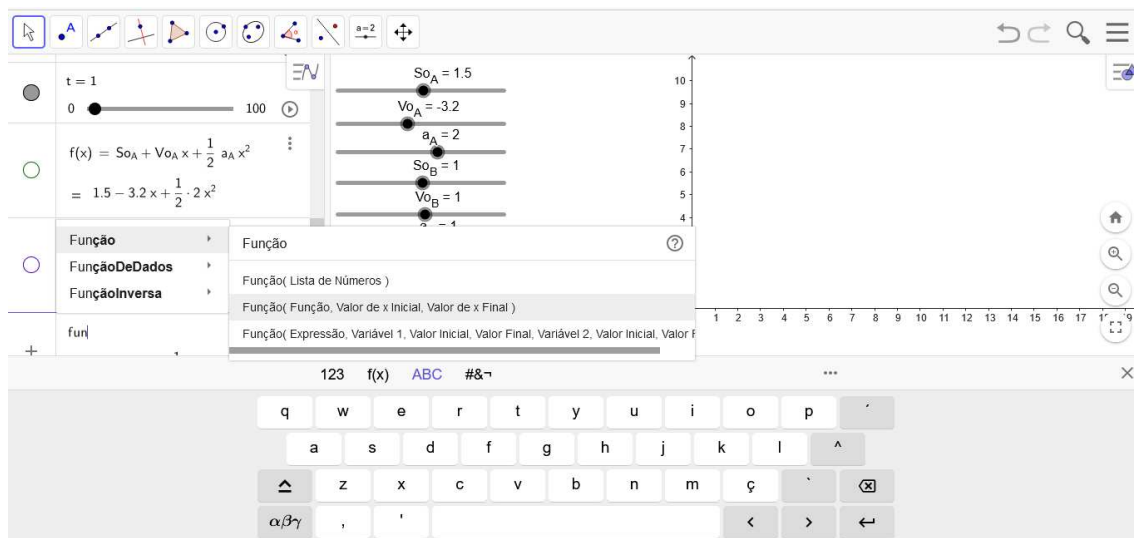 A
a=2
t = 1
0 100
f(x) = So_A + Vo_A x + 1/2 a_A x²
= 1.5 − 3.2 x + 1/2 · 2 x²
So_A = 1.5
Vo_A = -3.2
a_A = 2
So_B = 1
Vo_B = 1
10
9
8
7
6
5
4
Função
FunçãoDeDados
FunçãoInversa
Função
Função( Lista de Números )
Função( Função, Valor de x Inicial, Valor de x Final )
Função( Expressão, Variável 1, Valor Inicial, Valor Final, Variável 2, Valor Inicial, Valor F
fun
1 2 3 4 5 6 7 8 9 10 11 12 13 14 15 16 17
123 f(x) ABC #&¬
q w e r t y u i o p ´
a s d f g h j k l ^
z x c v b n m ç `
αβγ , ' < >